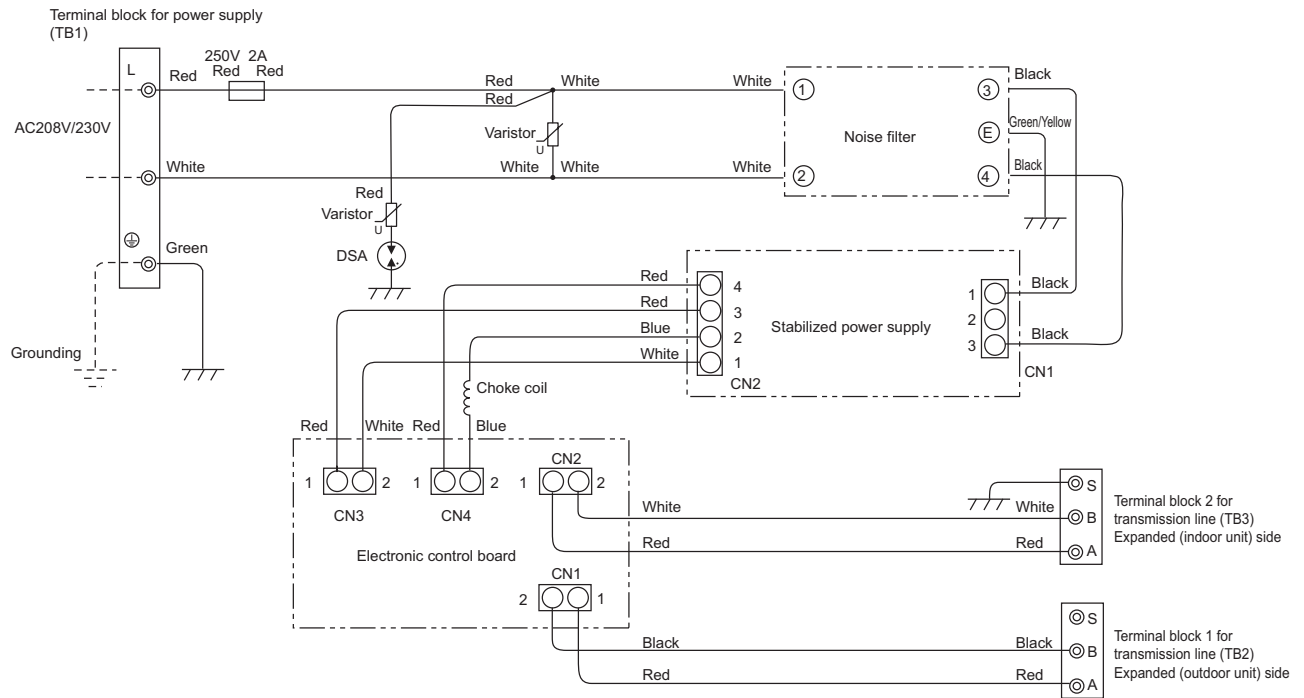 Terminal block for power supply
(TB1)
L
250V 2A
Red Red Red
Red White White
Red
AC208V/230V
Varistor
U
Noise filter
1
2
3
E
4
Black
Green/Yellow
Black
White White White White
Red
Varistor
U
DSA
Green
Grounding
Red
Red
Blue
White
4
3
2
1
CN2
Stabilized power supply
1
2
3
Black
Black
CN1
Choke coil
Red White Red Blue
1 2
CN3
1 2
CN4
CN2
1 2
Electronic control board
CN1
2 1
White White
Red Red
S
B
A
Terminal block 2 for
transmission line (TB3)
Expanded (indoor unit) side
Black Black
Red Red
S
B
A
Terminal block 1 for
transmission line (TB2)
Expanded (outdoor unit) side